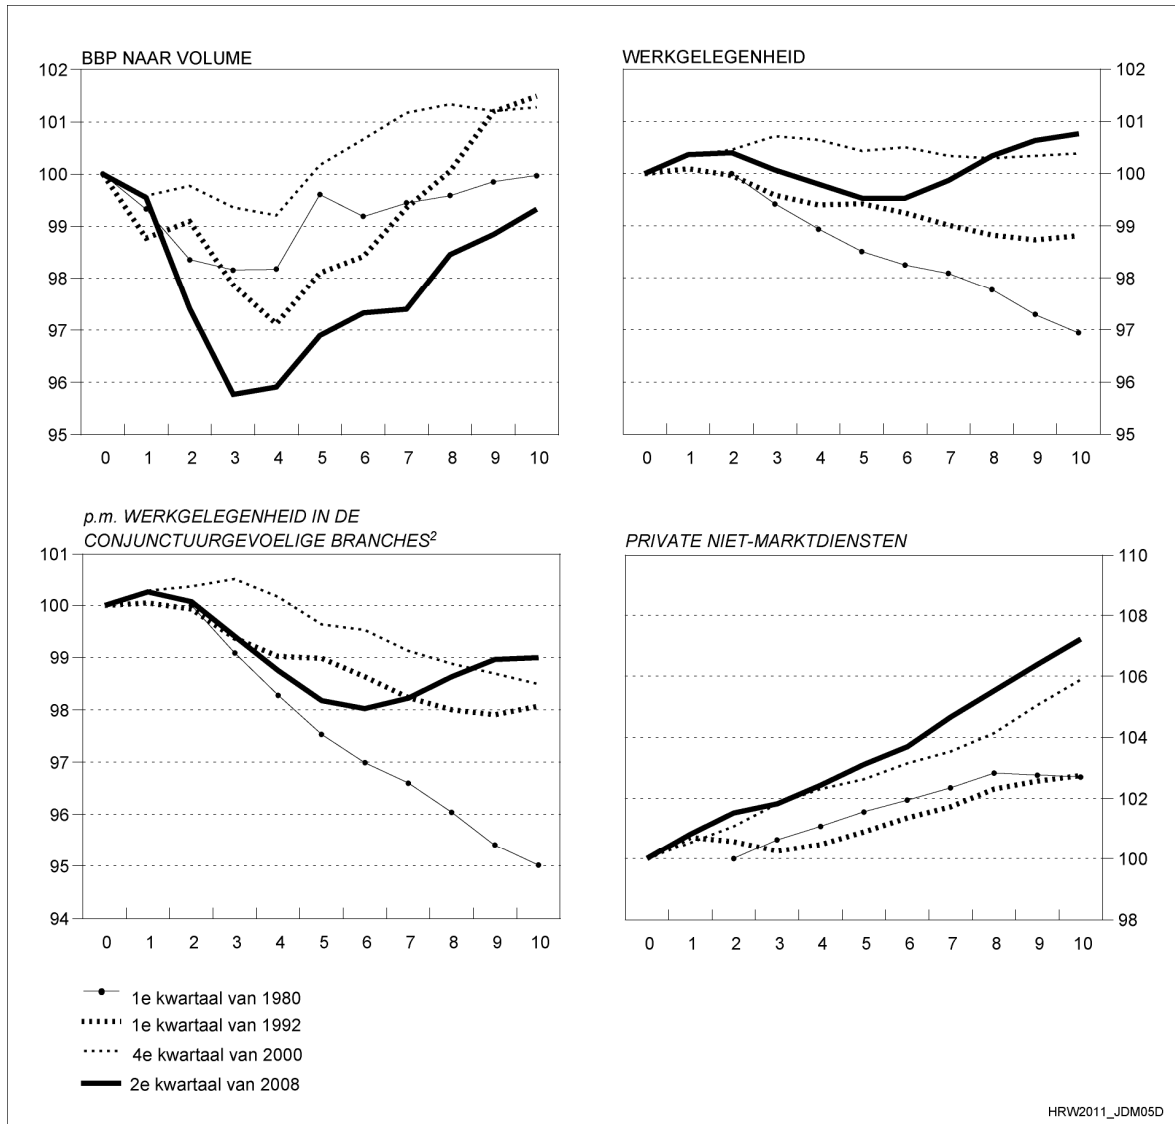 BBP NAAR VOLUME
102
101
100
99
98
97
96
95
0 1 2 3 4 5 6 7 8 9 10
WERKGELEGENHEID
102
101
100
99
98
97
96
95
0 1 2 3 4 5 6 7 8 9 10
p.m. WERKGELEGENHEID IN DE
CONJUNCTUURGEVOELIGE BRANCHES²
101
100
99
98
97
96
95
94
0 1 2 3 4 5 6 7 8 9 10
PRIVATE NIET-MARKTDIENSTEN
110
108
106
104
102
100
98
0 1 2 3 4 5 6 7 8 9 10
1e kwartaal van 1980
1e kwartaal van 1992
4e kwartaal van 2000
2e kwartaal van 2008
HRW2011_JDM05D